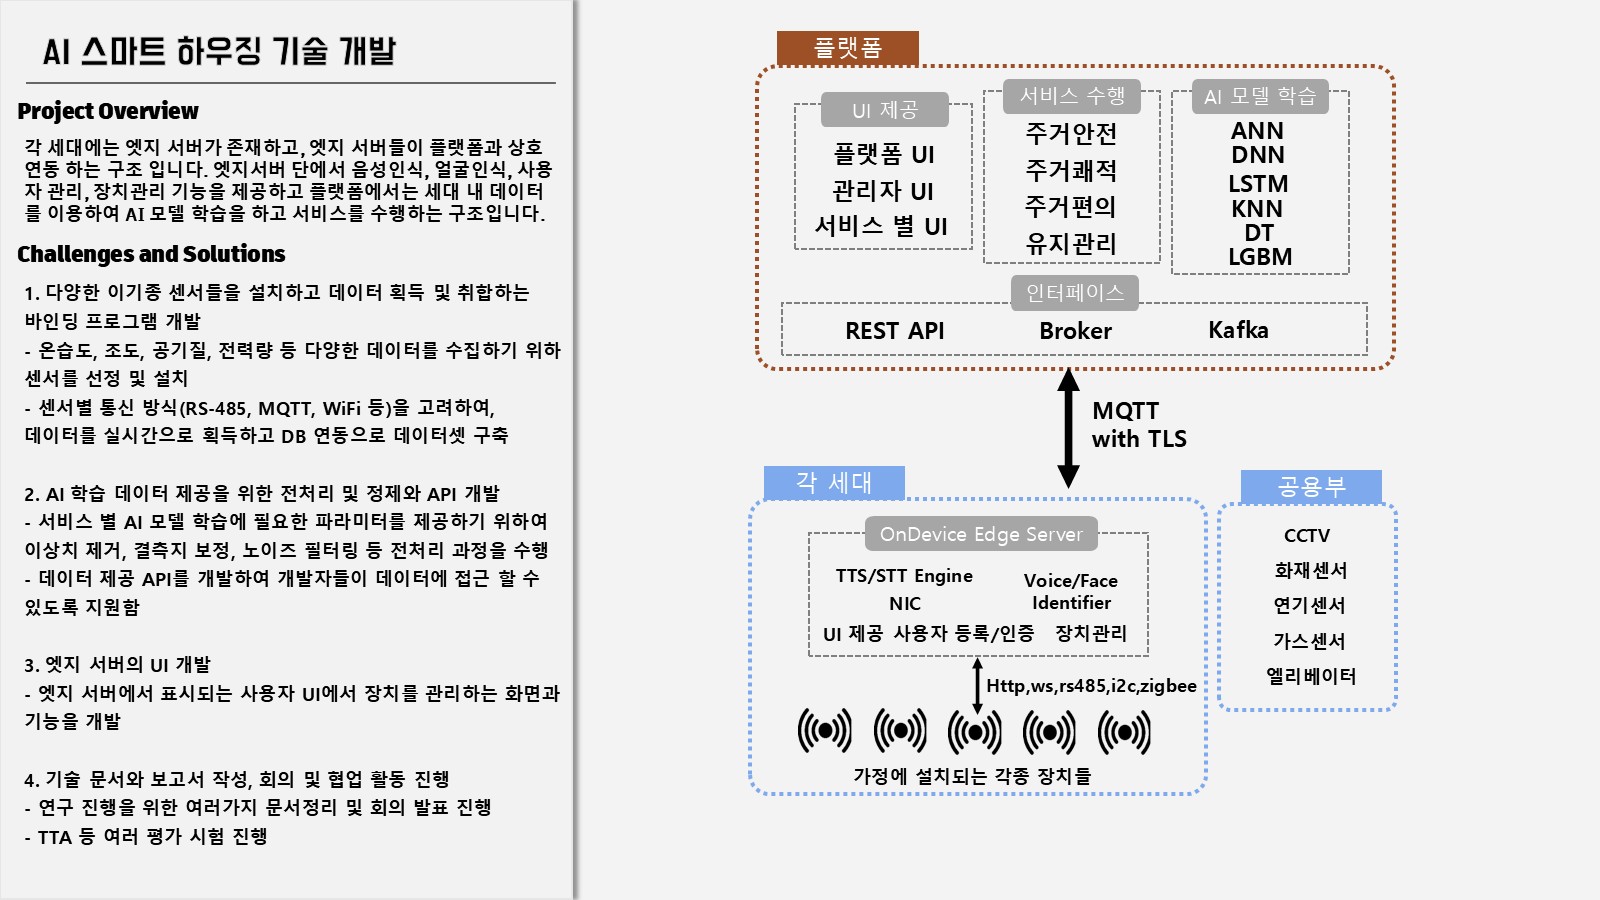 AI 스마트 하우징 기술 개발
Project Overview
각 세대에는 엣지 서버가 존재하고, 엣지 서버들이 플랫폼과 상호
연동 하는 구조 입니다. 엣지서버 단에서 음성인식, 얼굴인식, 사용
자 관리, 장치관리 기능을 제공하고 플랫폼에서는 세대 내 데이터
를 이용하여 AI 모델 학습을 하고 서비스를 수행하는 구조입니다.
Challenges and Solutions
1. 다양한 이기종 센서들을 설치하고 데이터 획득 및 취합하는
바인딩 프로그램 개발
- 온습도, 조도, 공기질, 전력량 등 다양한 데이터를 수집하기 위하
센서를 선정 및 설치
- 센서별 통신 방식(RS-485, MQTT, WiFi 등)을 고려하여,
데이터를 실시간으로 획득하고 DB 연동으로 데이터셋 구축
2. AI 학습 데이터 제공을 위한 전처리 및 정제와 API 개발
- 서비스 별 AI 모델 학습에 필요한 파라미터를 제공하기 위하여
이상치 제거, 결측지 보정, 노이즈 필터링 등 전처리 과정을 수행
- 데이터 제공 API를 개발하여 개발자들이 데이터에 접근 할 수
있도록 지원함
3. 엣지 서버의 UI 개발
- 엣지 서버에서 표시되는 사용자 UI에서 장치를 관리하는 화면과
기능을 개발
4. 기술 문서와 보고서 작성, 회의 및 협업 활동 진행
- 연구 진행을 위한 여러가지 문서정리 및 회의 발표 진행
- TTA 등 여러 평가 시험 진행
플랫폼
UI 제공
플랫폼 UI
관리자 UI
서비스 별 UI
서비스 수행
주거안전
주거쾌적
주거편의
유지관리
AI 모델 학습
ANN
DNN
LSTM
KNN
DT
LGBM
인터페이스
REST API
Broker
Kafka
MQTT
with TLS
각 세대
OnDevice Edge Server
TTS/STT Engine
Voice/Face
Identifier
NIC
UI 제공
사용자 등록/인증
장치관리
Http,ws,rs485,i2c,zigbee
가정에 설치되는 각종 장치들
공용부
CCTV
화재센서
연기센서
가스센서
엘리베이터